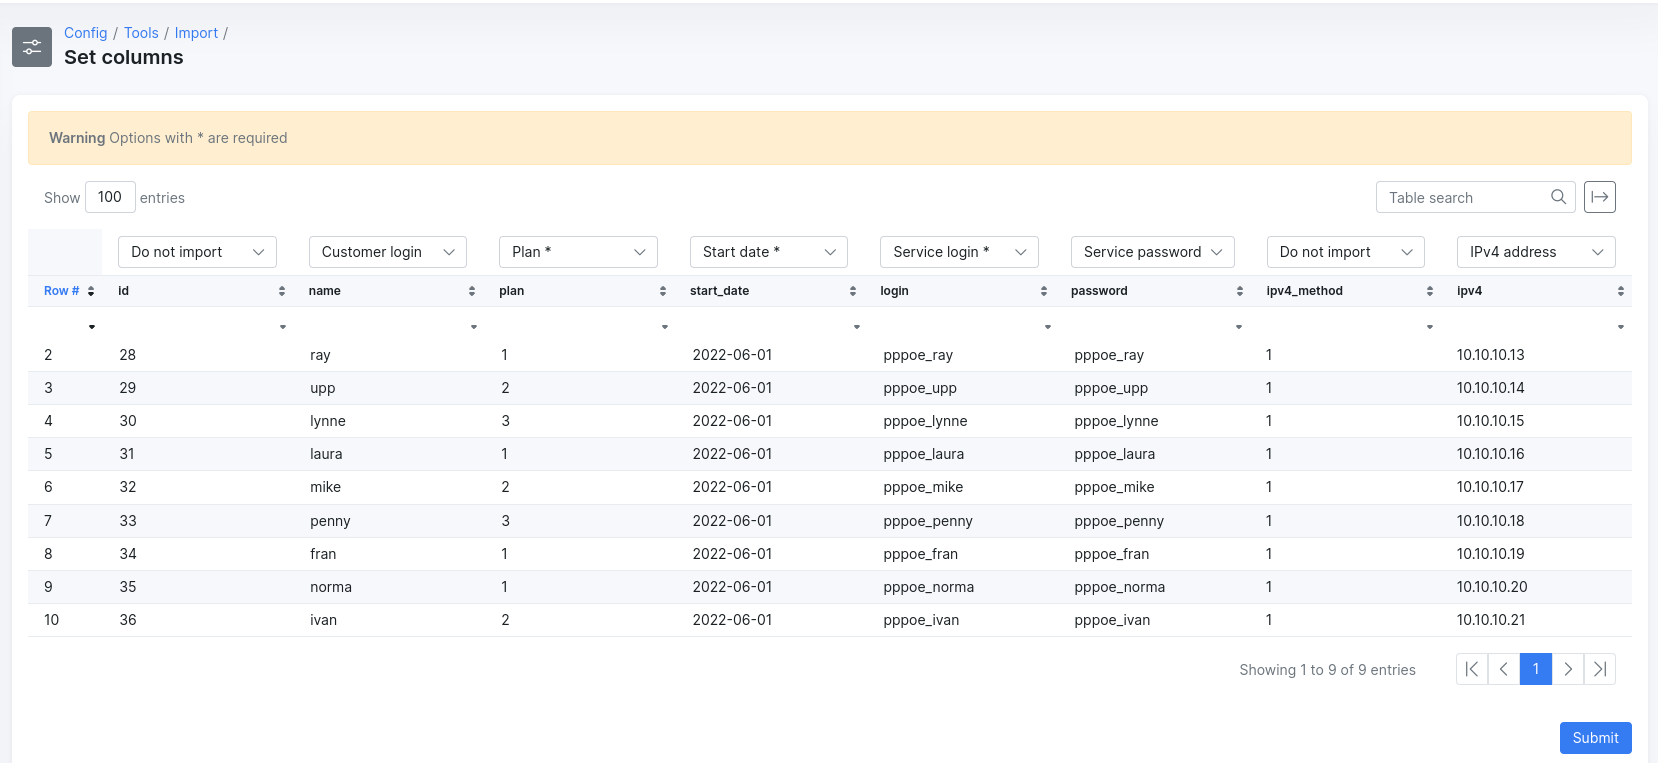 Config / Tools / Import /
Set columns
Warning Options with * are required
Show 100 entries Table search
Do not import Customer login Plan * Start date * Service login * Service password Do not import IPv4 address
Row # id name plan start_date login password ipv4_method ipv4
2 28 ray 1 2022-06-01 pppoe_ray pppoe_ray 1 10.10.10.13
3 29 upp 2 2022-06-01 pppoe_upp pppoe_upp 1 10.10.10.14
4 30 lynne 3 2022-06-01 pppoe_lynne pppoe_lynne 1 10.10.10.15
5 31 laura 1 2022-06-01 pppoe_laura pppoe_laura 1 10.10.10.16
6 32 mike 2 2022-06-01 pppoe_mike pppoe_mike 1 10.10.10.17
7 33 penny 3 2022-06-01 pppoe_penny pppoe_penny 1 10.10.10.18
8 34 fran 1 2022-06-01 pppoe_fran pppoe_fran 1 10.10.10.19
9 35 norma 1 2022-06-01 pppoe_norma pppoe_norma 1 10.10.10.20
10 36 ivan 2 2022-06-01 pppoe_ivan pppoe_ivan 1 10.10.10.21
Showing 1 to 9 of 9 entries 1
Submit